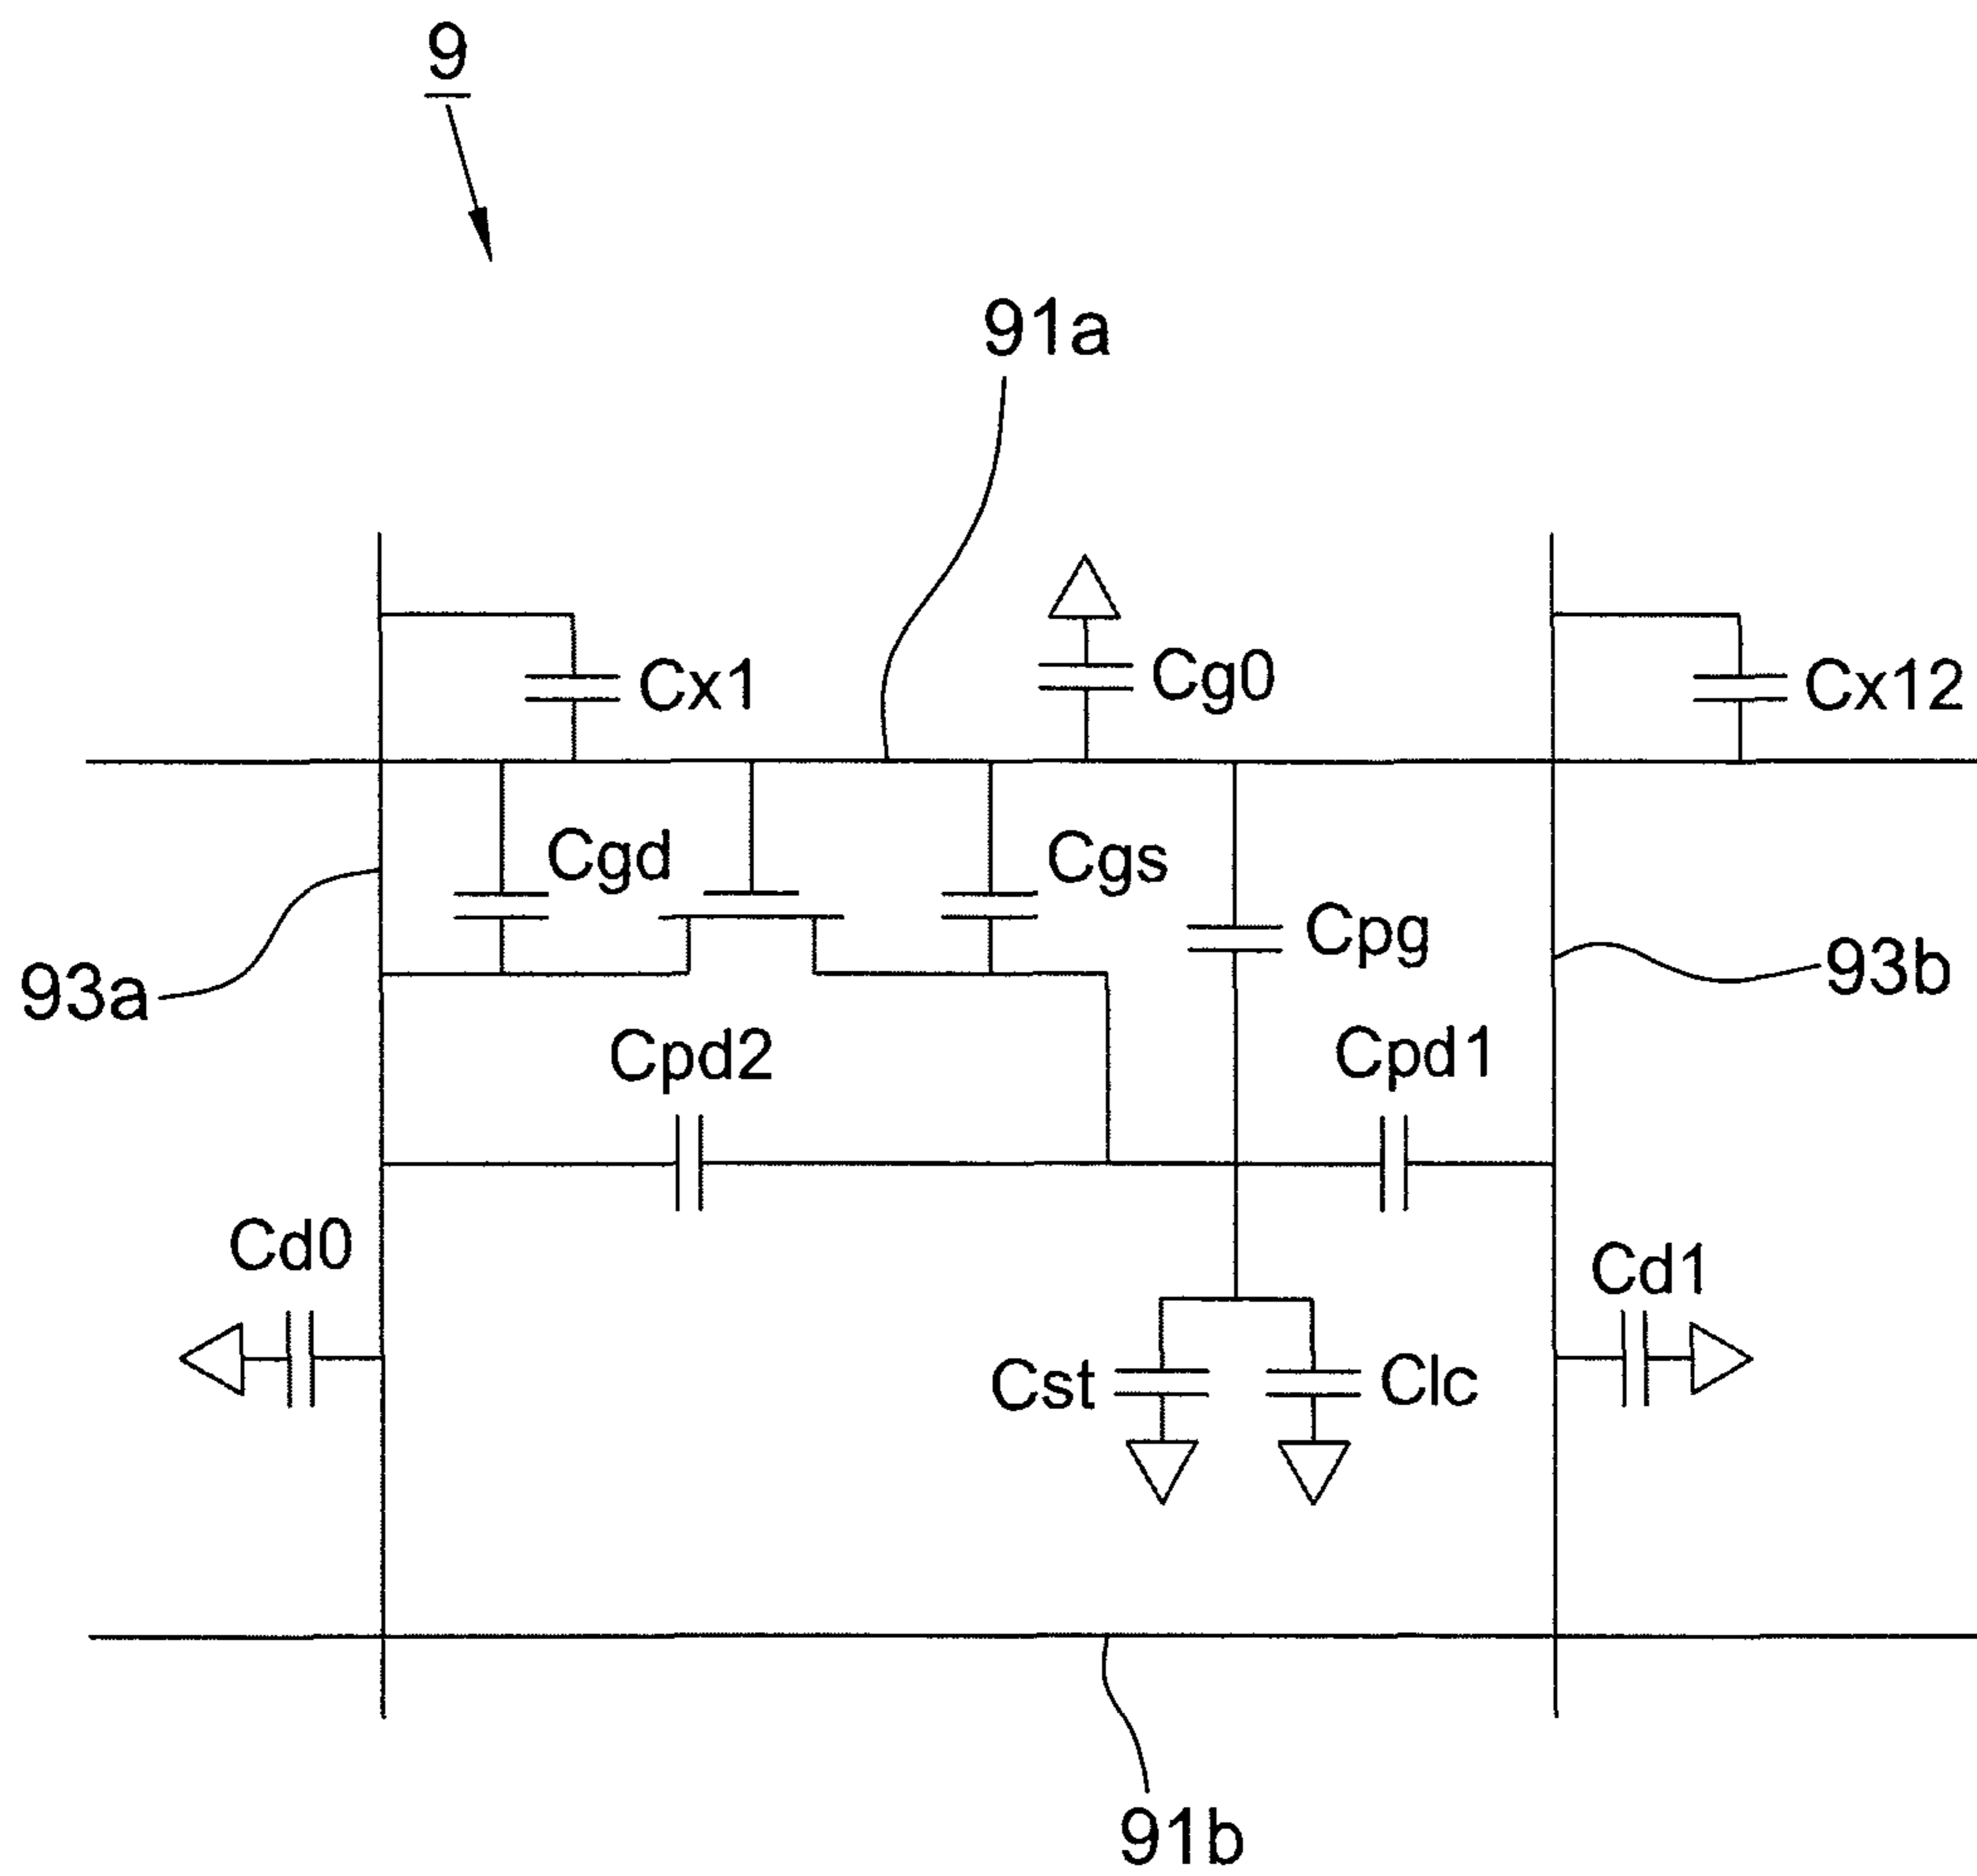 9
91a
Cx1
Cg0
Cx12
Cgd
Cgs
Cpg
93a
93b
Cpd2
Cpd1
Cd0
Cd1
Cst
Clc
91b